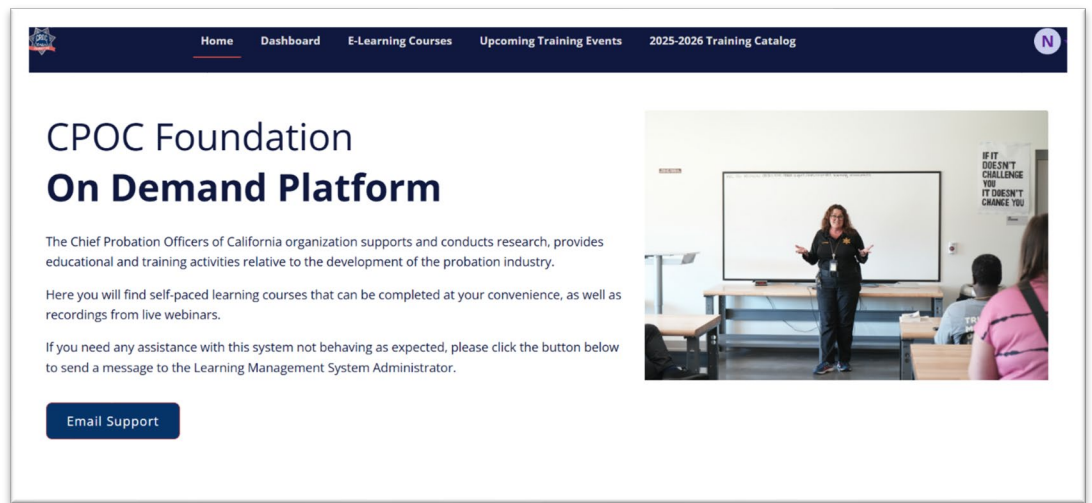 CPOC
Home
Dashboard
E-Learning Courses
Upcoming Training Events
2025-2026 Training Catalog
N
CPOC Foundation
On Demand Platform
The Chief Probation Officers of California organization supports and conducts research, provides
educational and training activities relative to the development of the probation industry.
Here you will find self-paced learning courses that can be completed at your convenience, as well as
recordings from live webinars.
If you need any assistance with this system not behaving as expected, please click the button below
to send a message to the Learning Management System Administrator.
Email Support
IF IT
DOESN'T
CHALLENGE
YOU
IT DOESN'T
CHANGE YOU